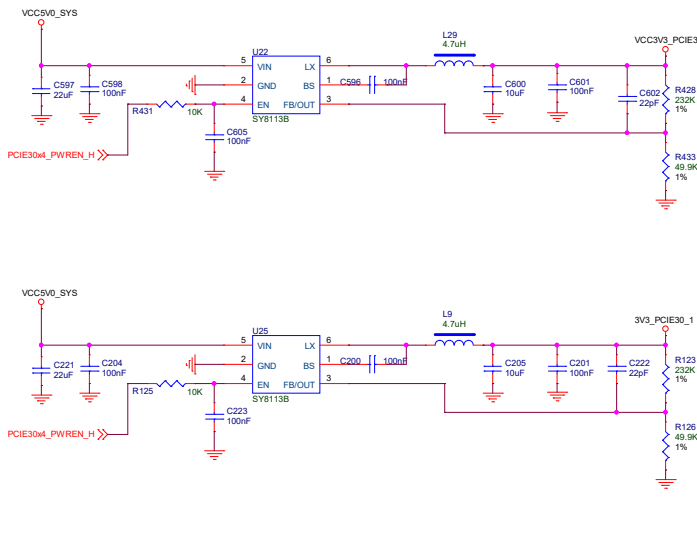 VCC5V0_SYS
VCC3V3_PCIE3
L29
4.7uH
U22
5 VIN LX 6
2 GND BS 1
4 EN FB/OUT 3
SY8113B
C597
22uF
C598
100nF
C596 100nF
C600
10uF
C601
100nF
C602
22pF
R428
232K
1%
R431 10K
C605
100nF
PCIE30x4_PWREN_H
R433
49.9K
1%
VCC5V0_SYS
3V3_PCIE30_1
L9
4.7uH
U25
5 VIN LX 6
2 GND BS 1
4 EN FB/OUT 3
SY8113B
C221
22uF
C204
100nF
C200 100nF
C205
10uF
C201
100nF
C222
22pF
R123
232K
1%
R125 10K
C223
100nF
PCIE30x4_PWREN_H
R126
49.9K
1%